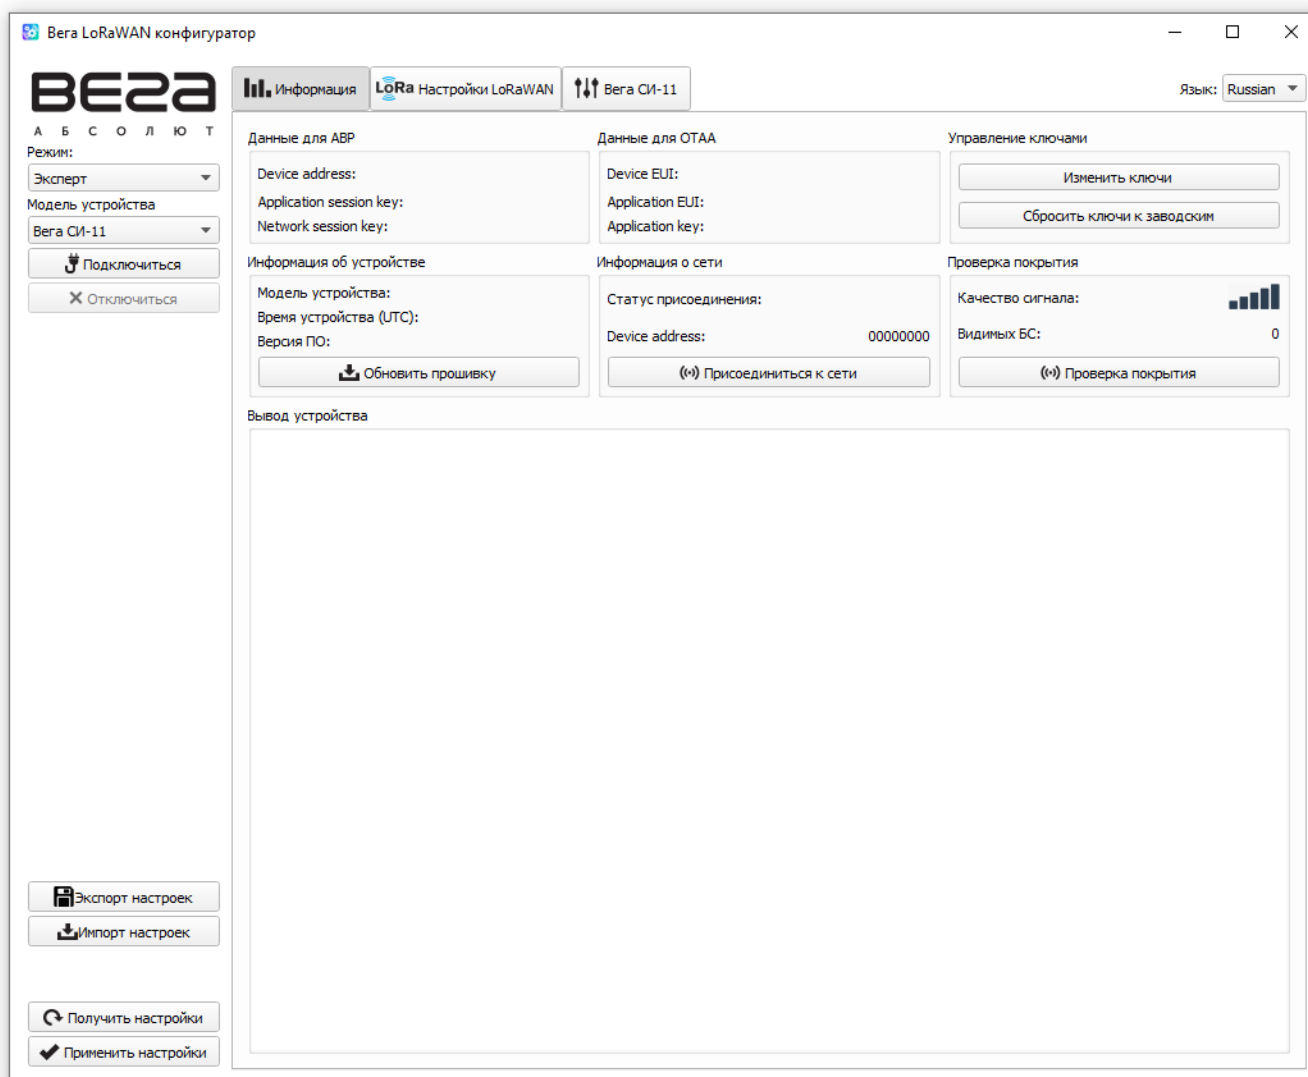 Вега LoRaWAN конфигуратор
ВЕГА
АБСОЛЮТ
Режим:
Эксперт
Модель устройства
Вега СИ-11
Подключиться
Отключиться
Экспорт настроек
Импорт настроек
Получить настройки
Применить настройки
Информация
LoRa Настройки LoRaWAN
Вега СИ-11
Язык: Russian
Данные для ABP
Device address:
Application session key:
Network session key:
Данные для OTAA
Device EUI:
Application EUI:
Application key:
Управление ключами
Изменить ключи
Сбросить ключи к заводским
Информация об устройстве
Модель устройства:
Время устройства (UTC):
Версия ПО:
Обновить прошивку
Информация о сети
Статус присоединения:
Device address: 00000000
Присоединиться к сети
Проверка покрытия
Качество сигнала:
Видимых БС: 0
Проверка покрытия
Вывод устройства